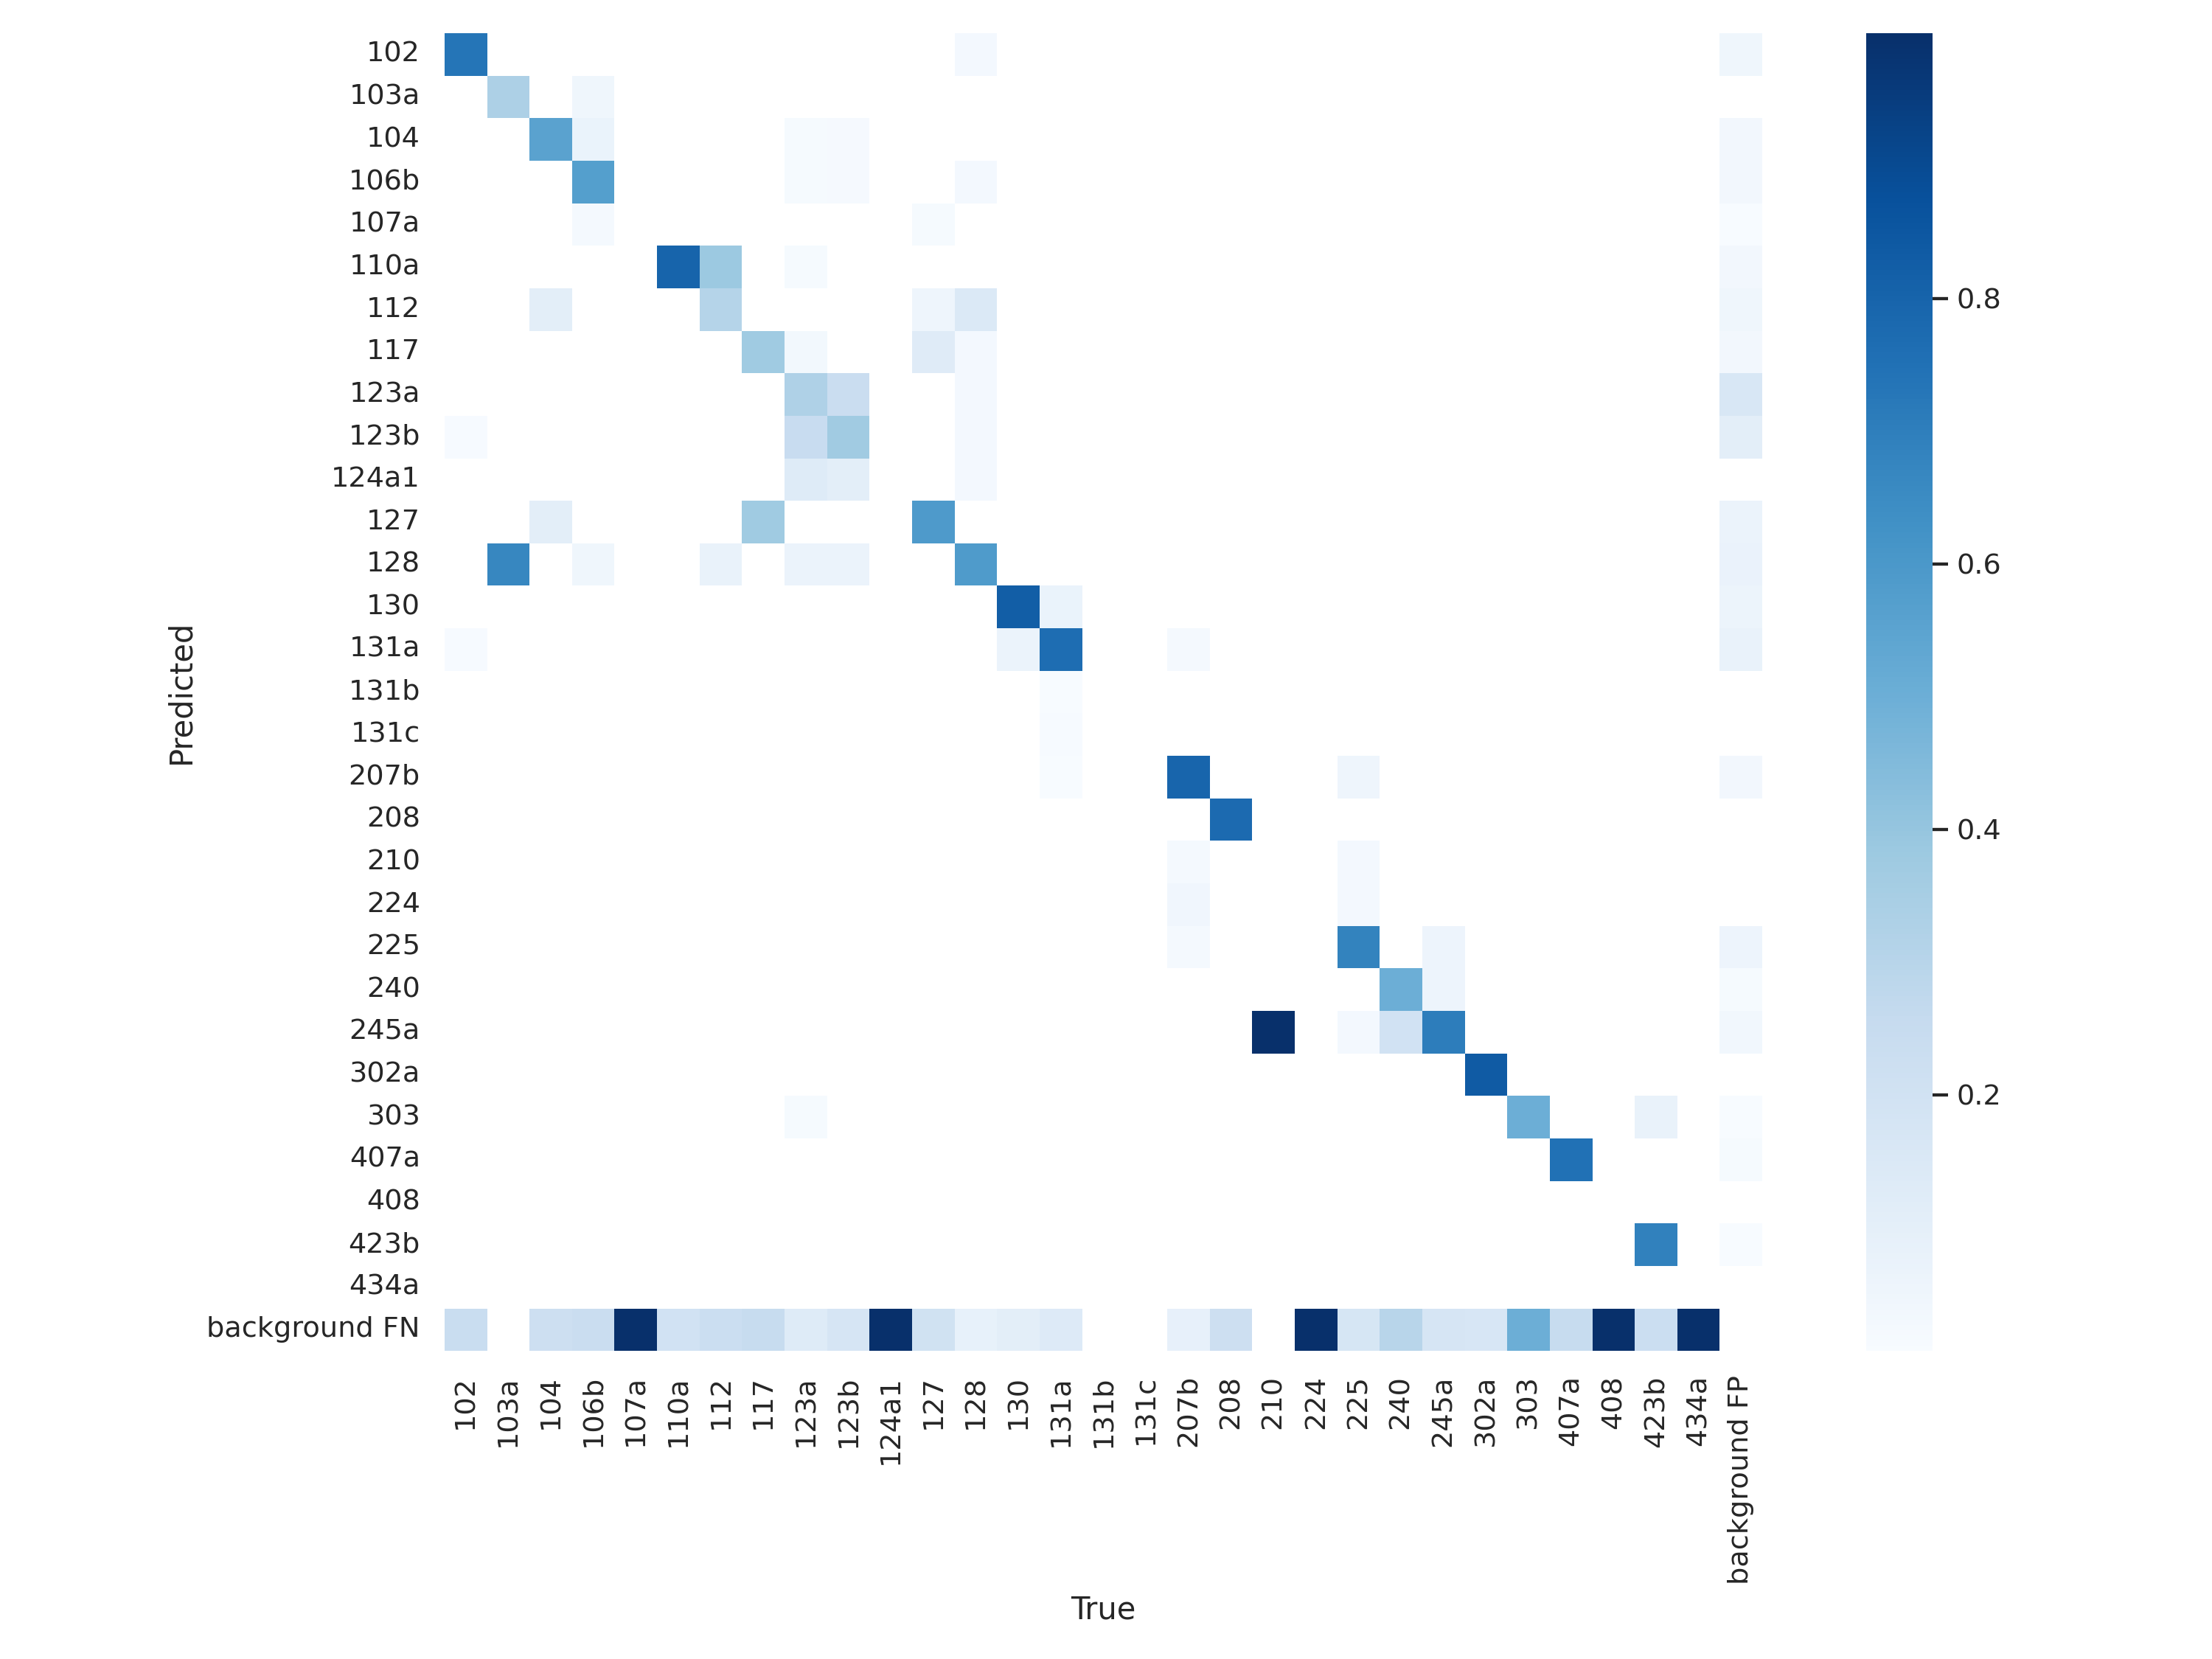 102
103a
104
106b
107a
110a
112
117
123a
123b
124a1
127
128
130
131a
131b
131c
207b
208
210
224
225
240
245a
302a
303
407a
408
423b
434a
background FN
Predicted
102
103a
104
106b
107a
110a
112
117
123a
123b
124a1
127
128
130
131a
131b
131c
207b
208
210
224
225
240
245a
302a
303
407a
408
423b
434a
background FP
True
0.8
0.6
0.4
0.2